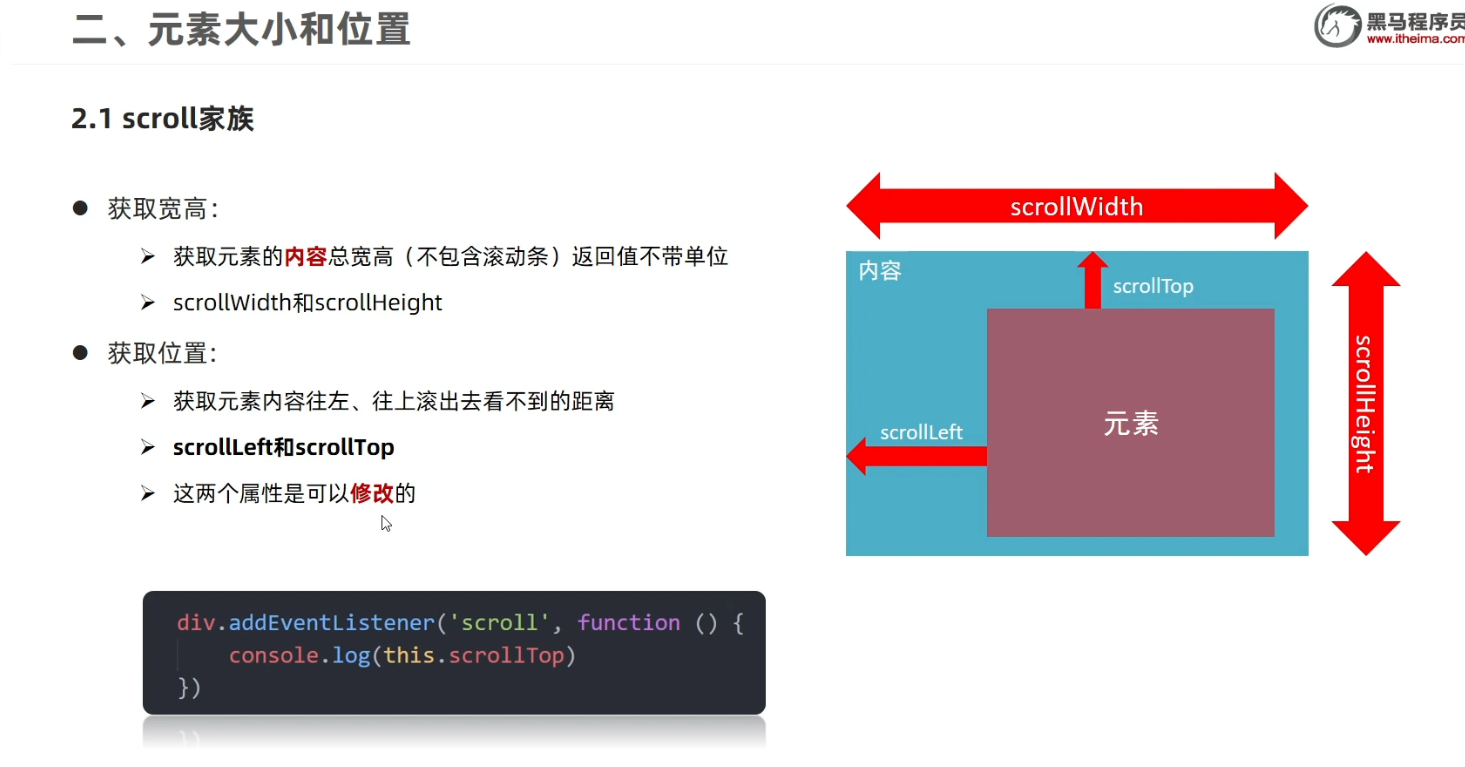 二、元素大小和位置
黑马程序员
www.itheima.com
2.1 scroll家族
● 获取宽高：
➢ 获取元素的内容总宽高（不包含滚动条）返回值不带单位
➢ scrollWidth和scrollHeight
● 获取位置：
➢ 获取元素内容往左、往上滚出去看不到的距离
➢ scrollLeft和scrollTop
➢ 这两个属性是可以修改的
div.addEventListener('scroll', function () {
    console.log(this.scrollTop)
})
scrollWidth
内容
scrollTop
scrollLeft
元素
scrollHeight